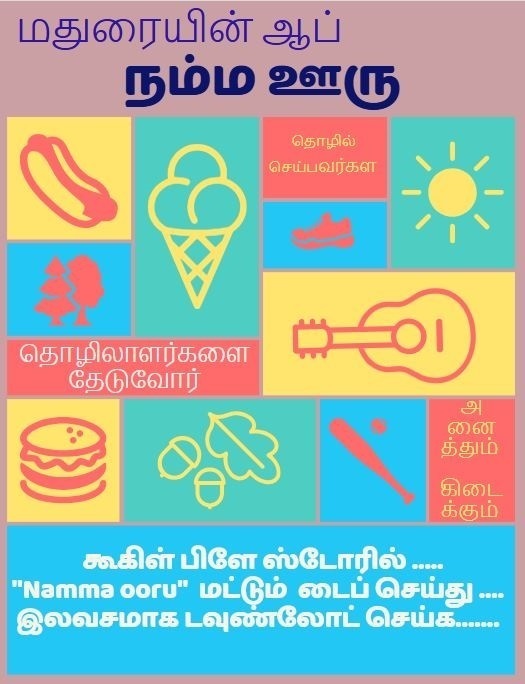 மதுரையின் ஆப்
நம்ம ஊரு
தொழில்
செய்பவர்கள
தொழிலாளர்களை
தேடுவோர்
அ
னை
த்தும்
கிடை
க்கும்
கூகிள் பிளே ஸ்டோரில் .....
"Namma ooru" மட்டும் டைப் செய்து ....
இலவசமாக டவுண்லோட் செய்க.......